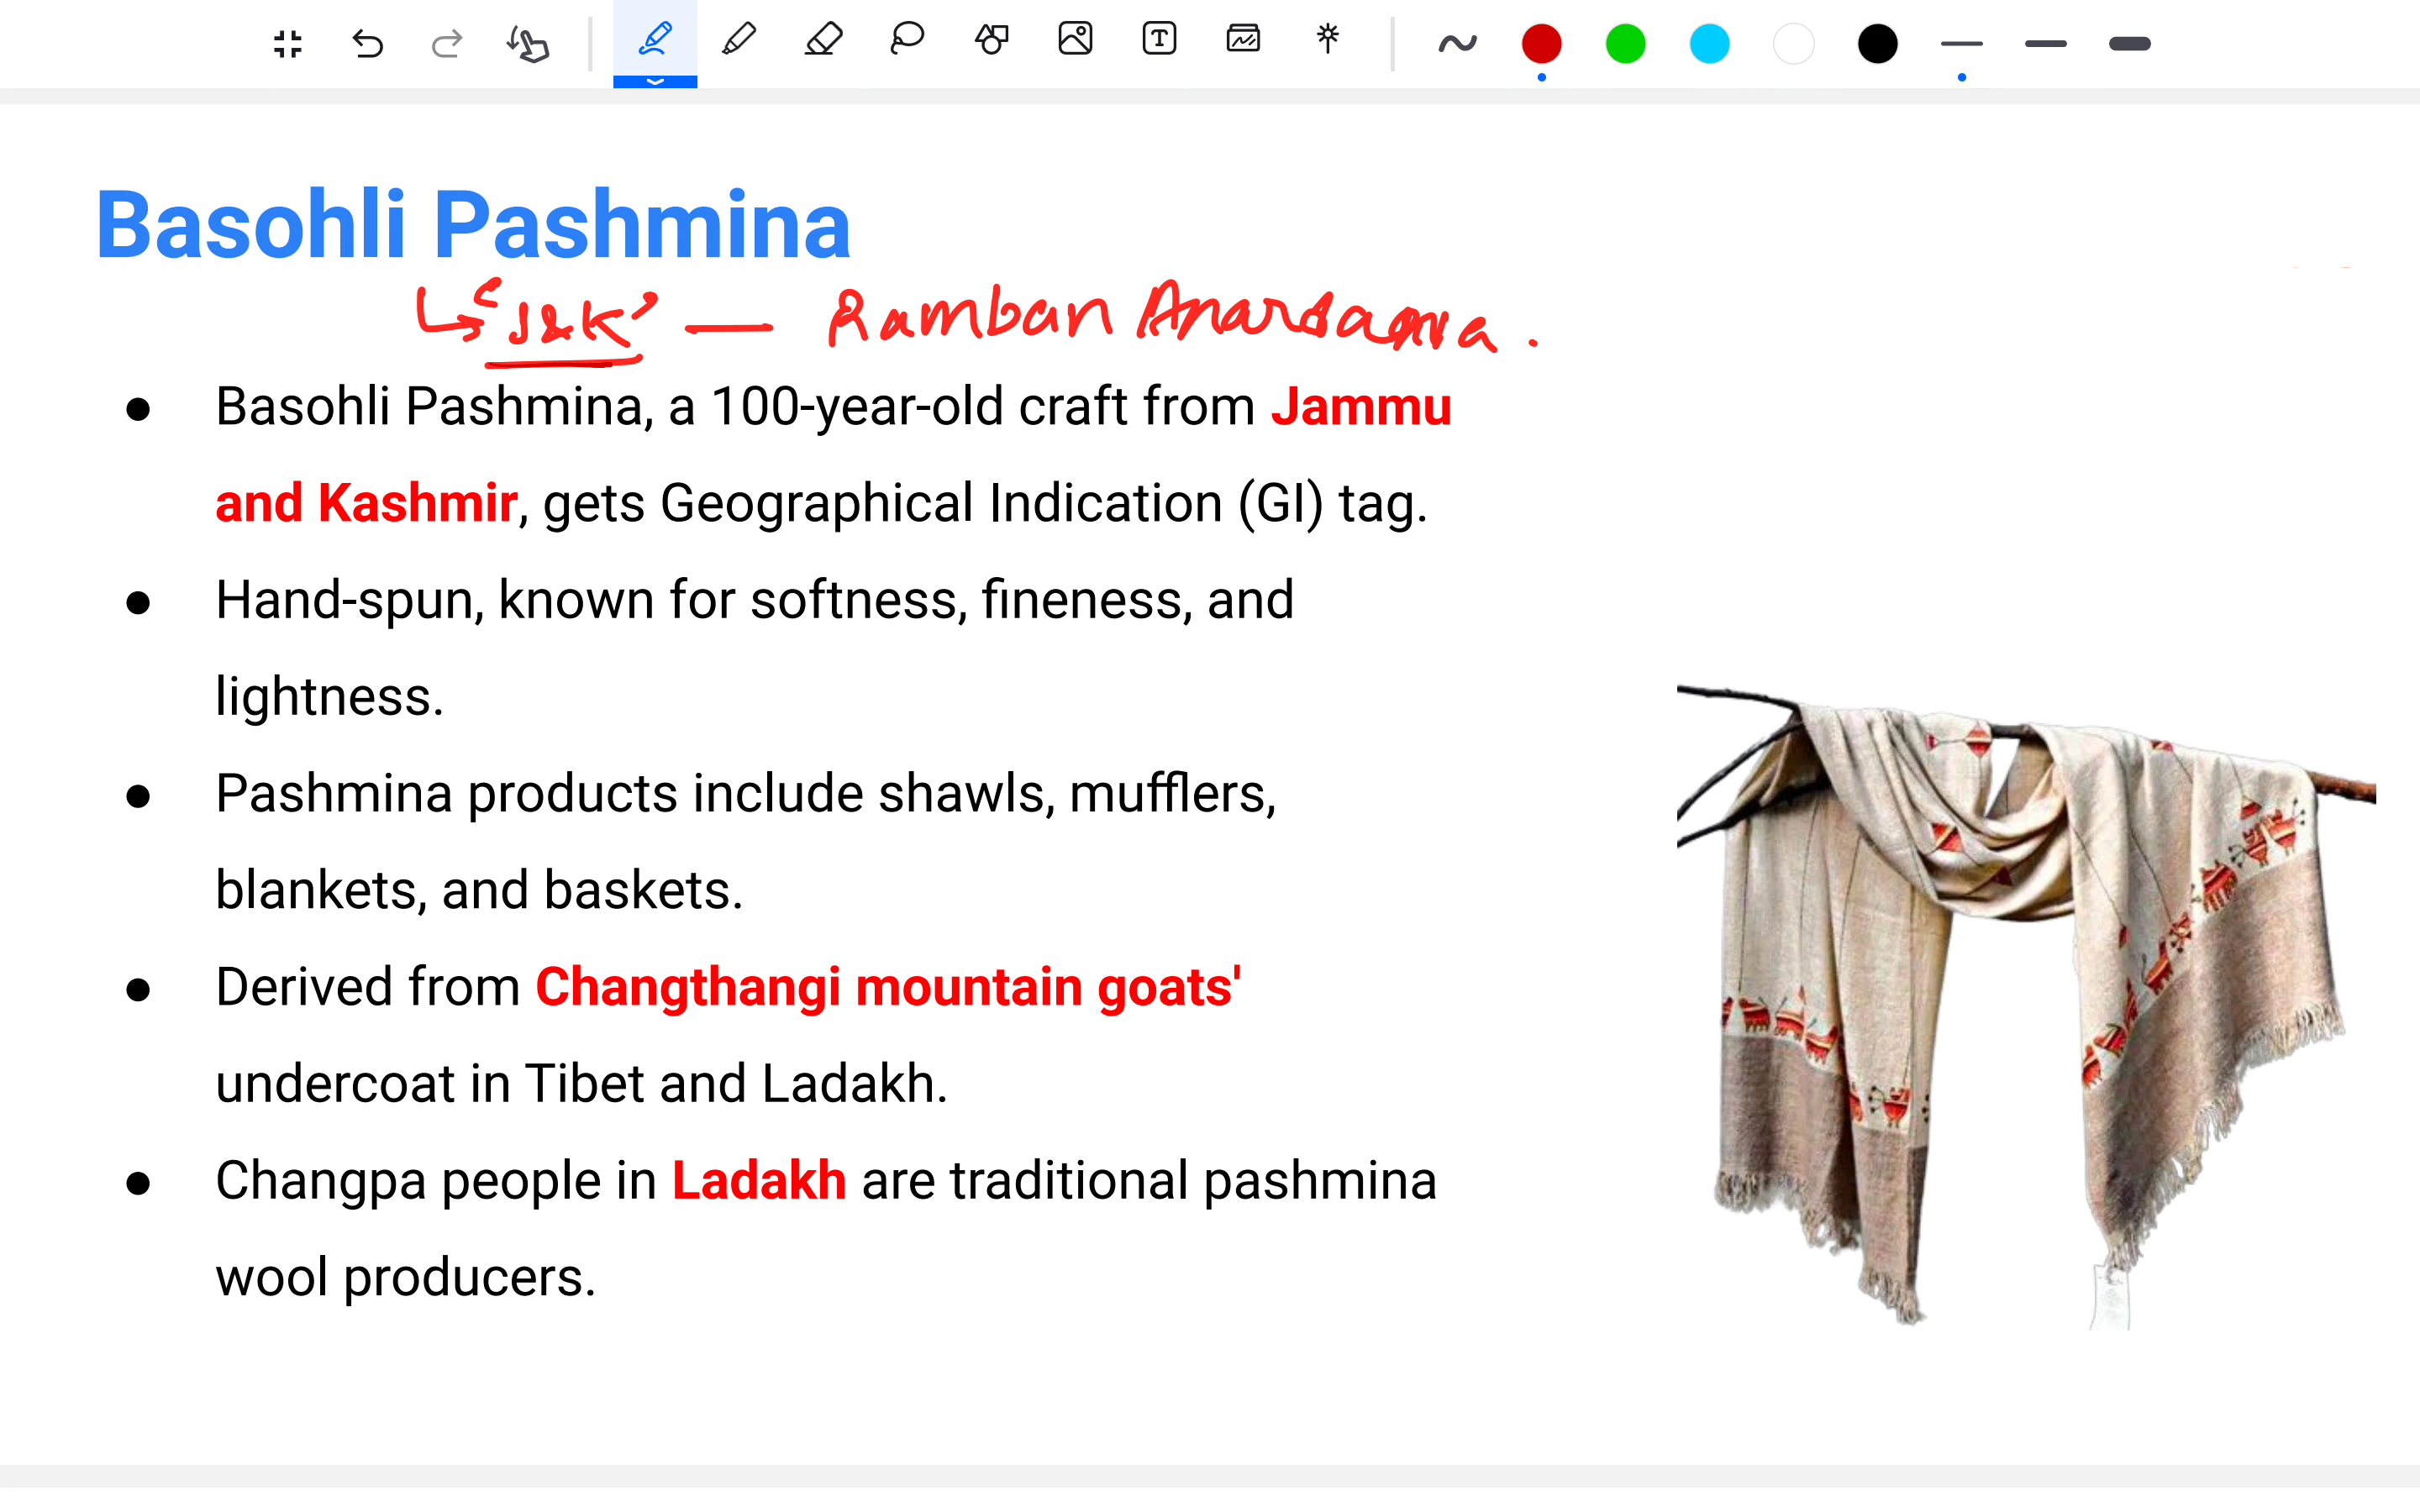 Basohli Pashmina
↳ "J&K" — Ramban Anardana.
● Basohli Pashmina, a 100-year-old craft from Jammu
and Kashmir, gets Geographical Indication (GI) tag.
● Hand-spun, known for softness, fineness, and
lightness.
● Pashmina products include shawls, mufflers,
blankets, and baskets.
● Derived from Changthangi mountain goats'
undercoat in Tibet and Ladakh.
● Changpa people in Ladakh are traditional pashmina
wool producers.